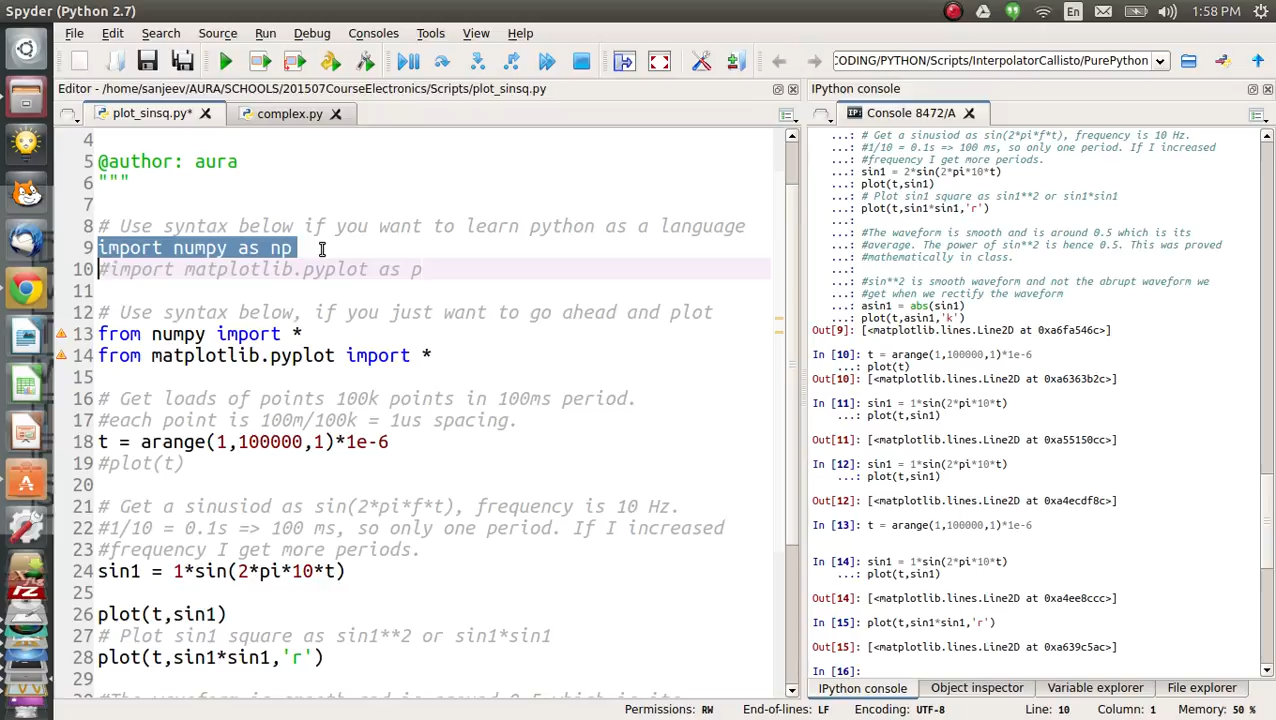 Spyder (Python 2.7)
En
1:58 PM
File Edit Search Source Run Debug Consoles Tools View Help
:CODING/PYTHON/Scripts/InterpolatorCallisto/PurePython
Editor - /home/sanjeev/AURA/SCHOOLS/201507CourseElectronics/Scripts/plot_sinsq.py
IPython console
plot_sinsq.py*
complex.py
Console 8472/A
4
5 @author: aura
6 """
7
8 # Use syntax below if you want to learn python as a language
9 import numpy as np
10 #import matplotlib.pyplot as p
11
12 # Use syntax below, if you just want to go ahead and plot
13 from numpy import *
14 from matplotlib.pyplot import *
15
16 # Get loads of points 100k points in 100ms period.
17 #each point is 100m/100k = 1us spacing.
18 t = arange(1,100000,1)*1e-6
19 #plot(t)
20
21 # Get a sinusiod as sin(2*pi*f*t), frequency is 10 Hz.
22 #1/10 = 0.1s => 100 ms, so only one period. If I increased
23 #frequency I get more periods.
24 sin1 = 1*sin(2*pi*10*t)
25
26 plot(t,sin1)
27 # Plot sin1 square as sin1**2 or sin1*sin1
28 plot(t,sin1*sin1,'r')
29
30 #The waveform is smooth and is around 0.5 which is its
...: # Get a sinusiod as sin(2*pi*f*t), frequency is 10 Hz.
...: #1/10 = 0.1s => 100 ms, so only one period. If I increased
...: #frequency I get more periods.
...: sin1 = 2*sin(2*pi*10*t)
...: plot(t,sin1)
...: # Plot sin1 square as sin1**2 or sin1*sin1
...: plot(t,sin1*sin1,'r')
...:
...: #The waveform is smooth and is around 0.5 which is its
...: #average. The power of sin**2 is hence 0.5. This was proved
...: #mathematically in class.
...:
...: #sin**2 is smooth waveform and not the abrupt waveform we
...: #get when we rectify the waveform
...: asin1 = abs(sin1)
...: plot(t,asin1,'k')
Out[9]: [<matplotlib.lines.Line2D at 0xa6fa546c>]
In [10]: t = arange(1,100000,1)*1e-6
...: plot(t)
Out[10]: [<matplotlib.lines.Line2D at 0xa6363b2c>]
In [11]: sin1 = 1*sin(2*pi*10*t)
...: plot(t,sin1)
Out[11]: [<matplotlib.lines.Line2D at 0xa55150cc>]
In [12]: sin1 = 1*sin(2*pi*10*t)
...: plot(t,sin1)
Out[12]: [<matplotlib.lines.Line2D at 0xa4ecdf8c>]
In [13]: t = arange(1,100000,1)*1e-6
In [14]: sin1 = 1*sin(2*pi*10*t)
...: plot(t,sin1)
Out[14]: [<matplotlib.lines.Line2D at 0xa4ee8ccc>]
In [15]: plot(t,sin1*sin1,'r')
Out[15]: [<matplotlib.lines.Line2D at 0xa639c5ac>]
In [16]:
IPython console Object inspector Variable explorer File explorer
Permissions: RW End-of-lines: LF Encoding: UTF-8 Line: 10 Column: 1 Memory: 50 %